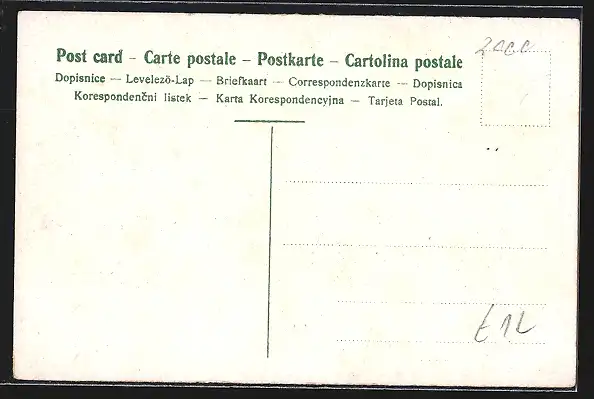 Post card - Carte postale - Postkarte - Cartolina postale
Dopisnice — Levelezö-Lap — Briefkaart — Correspondenzkarte — Dopisnica
Korespondenčni listek — Karta Korespondencyjna — Tarjeta Postal.